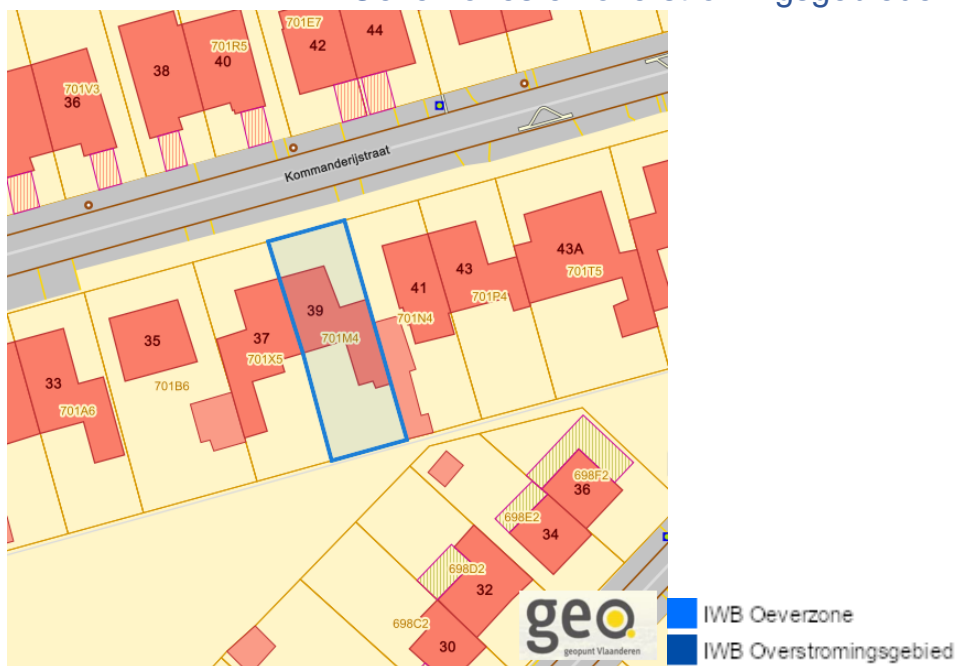 701E7
44
42
701R5
40
38
701V3
36
Kommanderijstraat
43A
701T5
43
701P4
41
701N4
39
701M4
37
701X5
35
701B6
33
701A6
698F2
36
698E2
34
698D2
32
698C2
30
geo.
geopunt Vlaanderen
IWB Oeverzone
IWB Overstromingsgebied